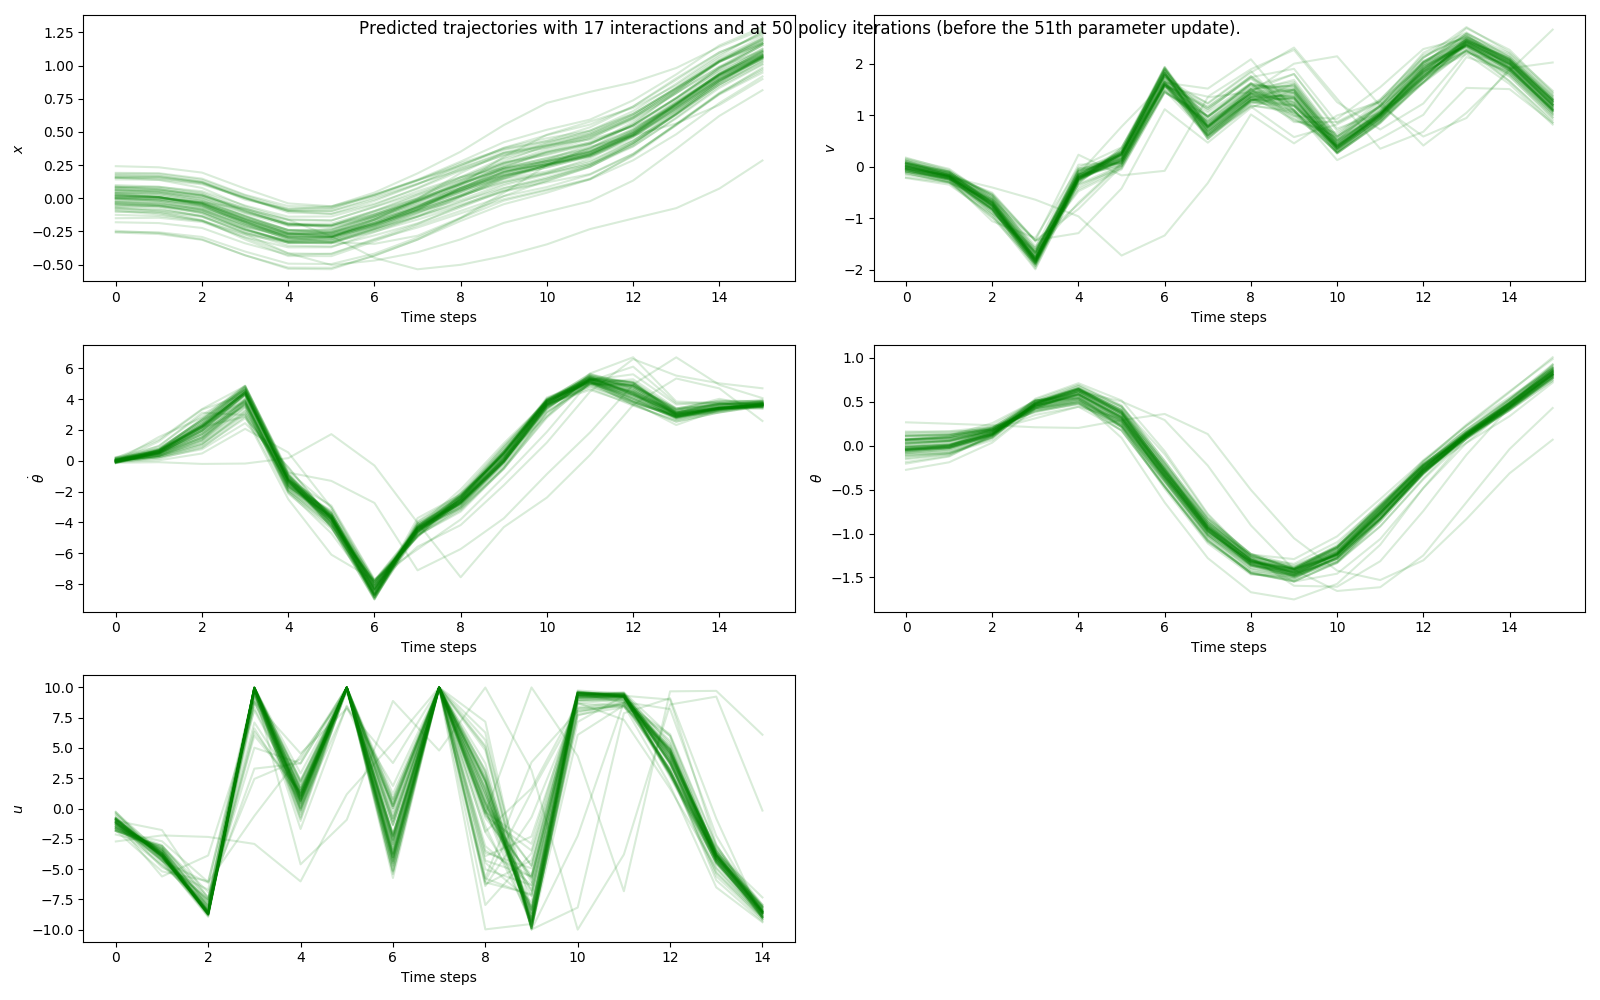 Predicted trajectories with 17 interactions and at 50 policy iterations (before the 51th parameter update).
1.25
1.00
0.75
0.50
0.25
0.00
−0.25
−0.50
x
0 2 4 6 8 10 12 14
Time steps
2
1
0
−1
−2
v
0 2 4 6 8 10 12 14
Time steps
6
4
2
0
−2
−4
−6
−8
θ̇
0 2 4 6 8 10 12 14
Time steps
1.0
0.5
0.0
−0.5
−1.0
−1.5
θ
0 2 4 6 8 10 12 14
Time steps
10.0
7.5
5.0
2.5
0.0
−2.5
−5.0
−7.5
−10.0
u
0 2 4 6 8 10 12 14
Time steps